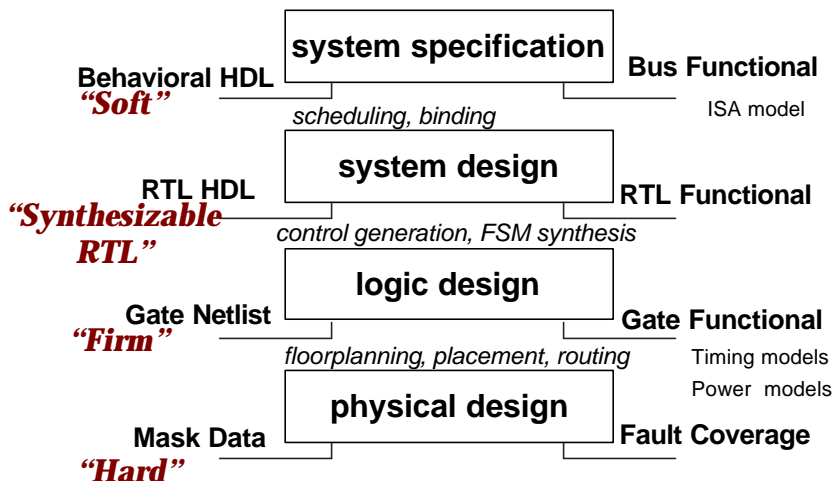 system specification
Behavioral HDL
"Soft"
Bus Functional
ISA model
scheduling, binding
system design
RTL HDL
"Synthesizable
RTL"
RTL Functional
control generation, FSM synthesis
logic design
Gate Netlist
"Firm"
Gate Functional
Timing models
Power models
floorplanning, placement, routing
physical design
Mask Data
"Hard"
Fault Coverage